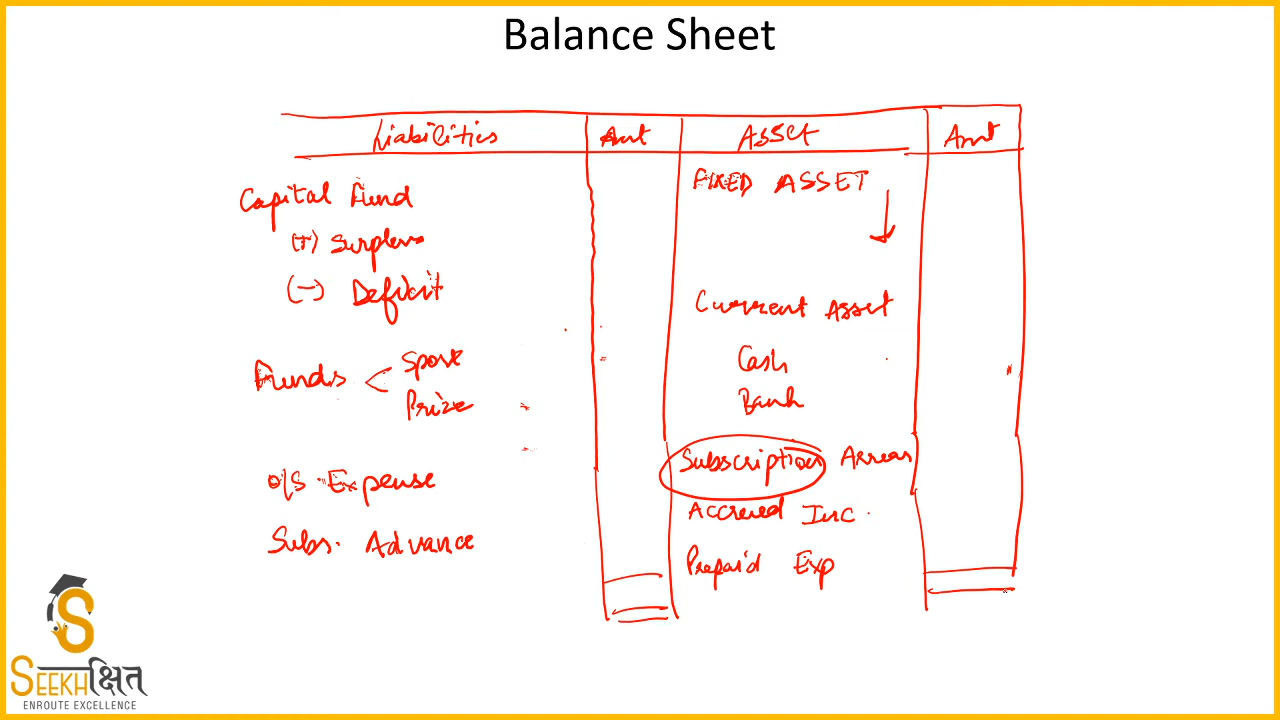 Balance Sheet
Liabilities Amt Asset Amt
Capital Fund
(+) Surplus
(-) Deficit
Funds < Sport
Prize
O/S Expense
Subs. Advance
FIXED ASSET
Current Asset
Cash
Bank
Subscription Arrears
Accrued Inc.
Prepaid Exp
SEEKHक्षित
ENROUTE EXCELLENCE